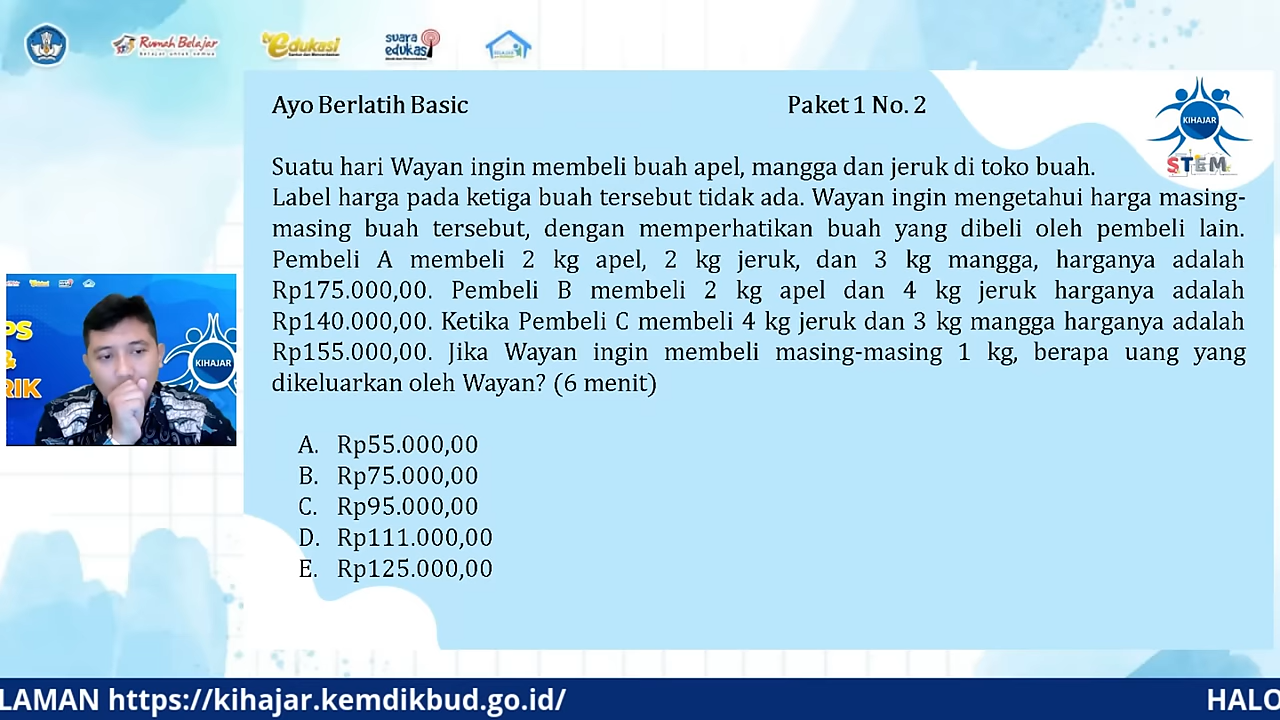 Rumah Belajar
Belajar untuk semua
tv edukasi
suara
edukasi
Ayo Berlatih Basic
Paket 1 No. 2
KIHAJAR
STEM
Suatu hari Wayan ingin membeli buah apel, mangga dan jeruk di toko buah.
Label harga pada ketiga buah tersebut tidak ada. Wayan ingin mengetahui harga masing-
masing buah tersebut, dengan memperhatikan buah yang dibeli oleh pembeli lain.
Pembeli A membeli 2 kg apel, 2 kg jeruk, dan 3 kg mangga, harganya adalah
Rp175.000,00. Pembeli B membeli 2 kg apel dan 4 kg jeruk harganya adalah
Rp140.000,00. Ketika Pembeli C membeli 4 kg jeruk dan 3 kg mangga harganya adalah
Rp155.000,00. Jika Wayan ingin membeli masing-masing 1 kg, berapa uang yang
dikeluarkan oleh Wayan? (6 menit)
PS
&
RIK
KIHAJAR
A. Rp55.000,00
B. Rp75.000,00
C. Rp95.000,00
D. Rp111.000,00
E. Rp125.000,00
LAMAN https://kihajar.kemdikbud.go.id/
HALO